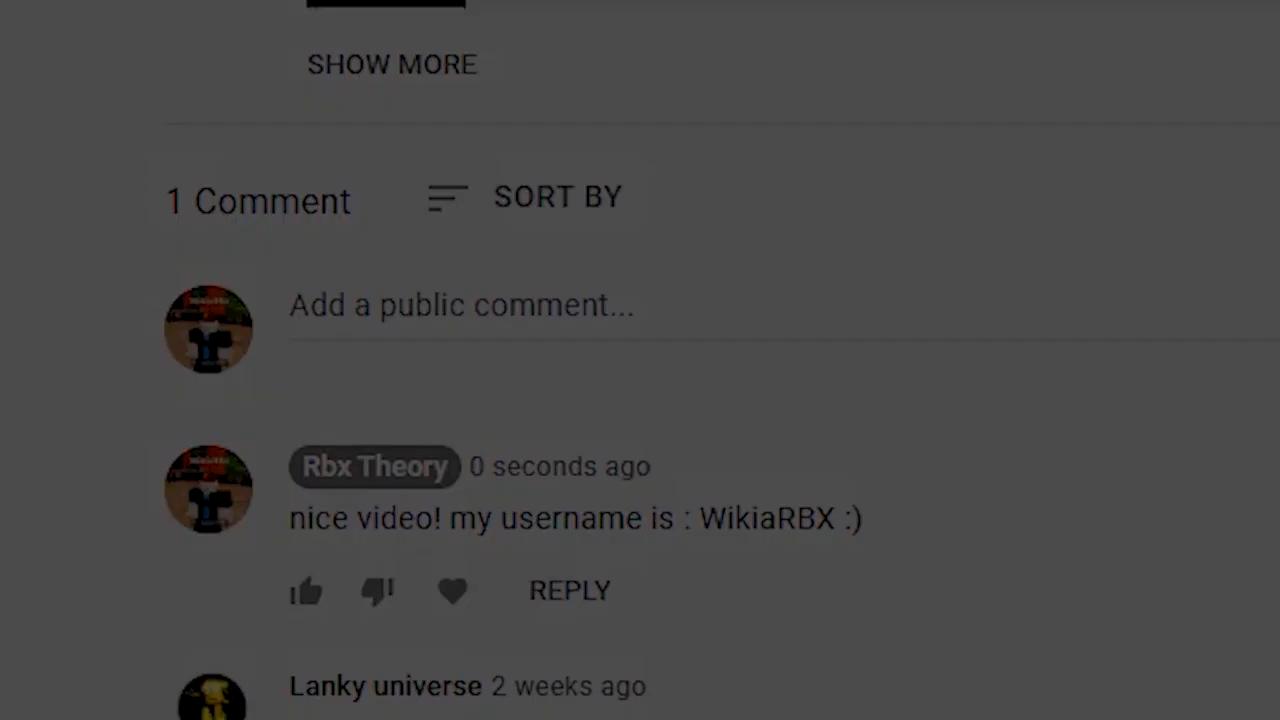 SHOW MORE
1 Comment
SORT BY
Add a public comment...
Rbx Theory 0 seconds ago
nice video! my username is : WikiaRBX :)
REPLY
Lanky universe 2 weeks ago